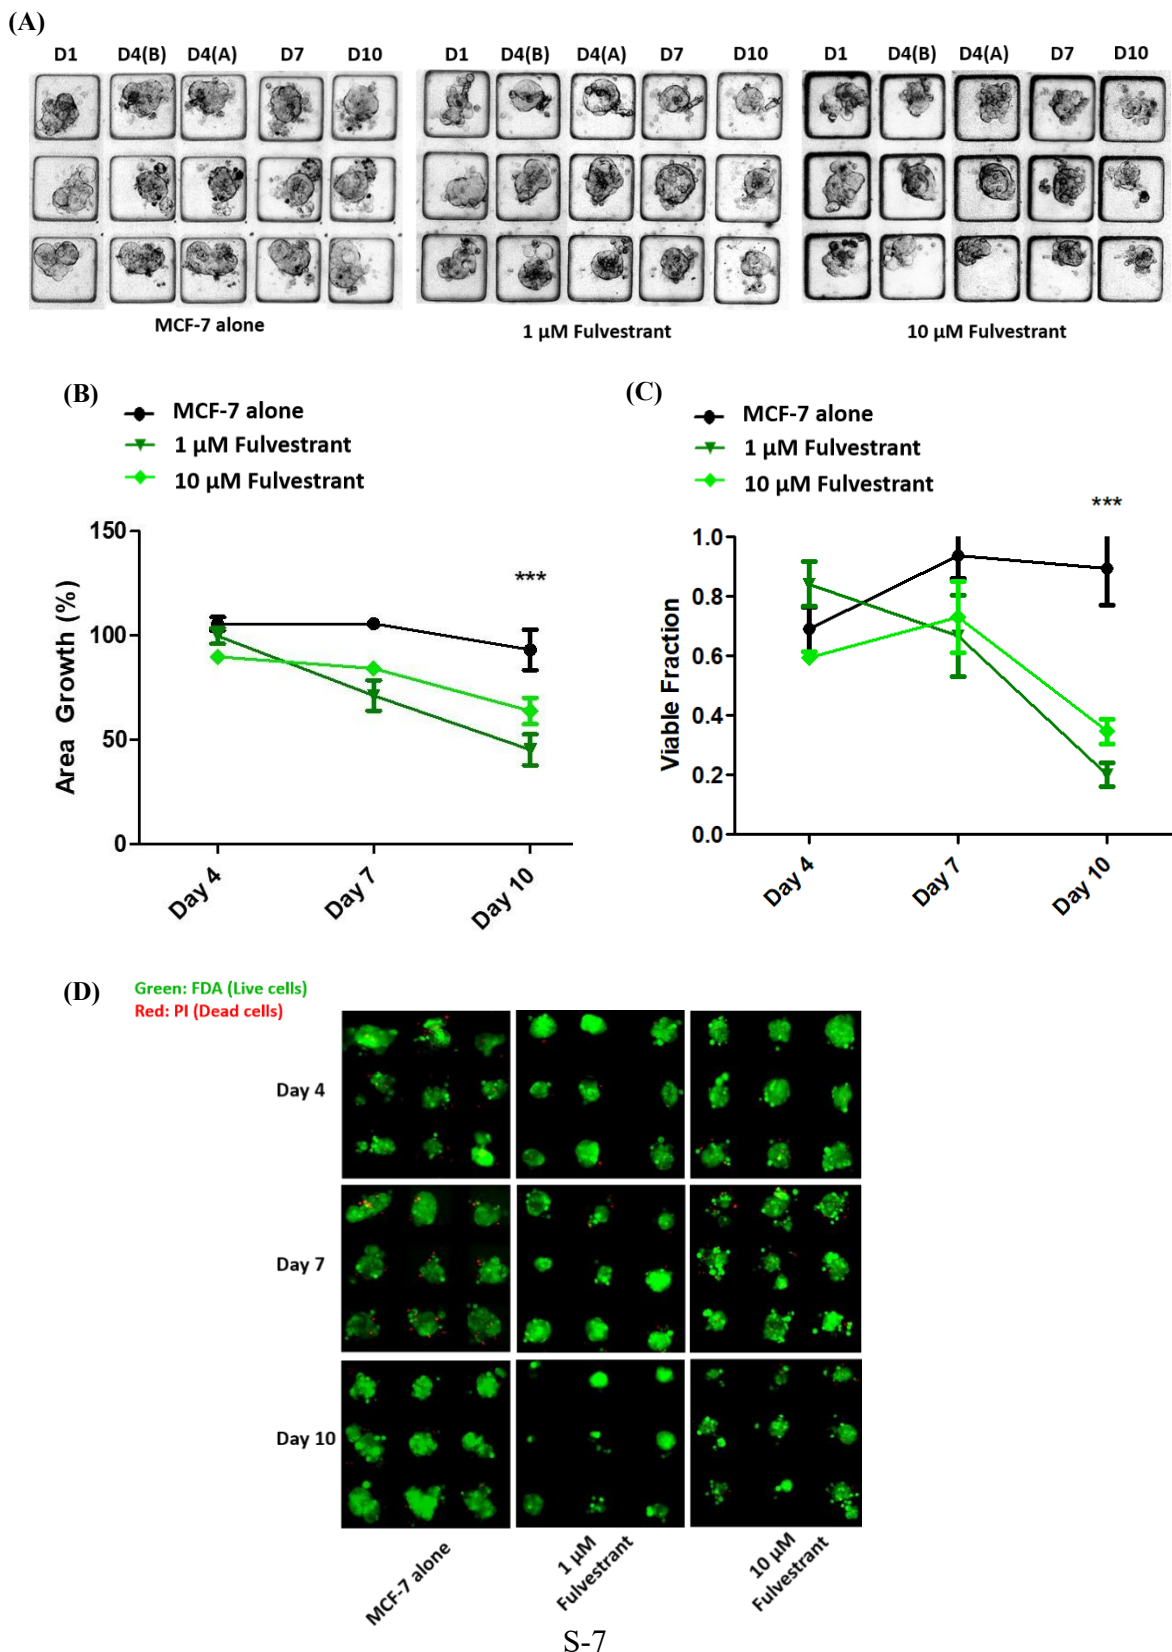 (A)
D1 D4(B) D4(A) D7 D10 D1 D4(B) D4(A) D7 D10 D1 D4(B) D4(A) D7 D10
MCF-7 alone 1 µM Fulvestrant 10 µM Fulvestrant
(B)
MCF-7 alone
1 µM Fulvestrant
10 µM Fulvestrant
150
100
50
0
Area Growth (%)
***
Day 4 Day 7 Day 10
(C)
MCF-7 alone
1 µM Fulvestrant
10 µM Fulvestrant
***
1.0
0.8
0.6
0.4
0.2
0.0
Viable Fraction
Day 4 Day 7 Day 10
(D)
Green: FDA (Live cells)
Red: PI (Dead cells)
Day 4
Day 7
Day 10
MCF-7 alone
1 µM
Fulvestrant
10 µM
Fulvestrant
S-7